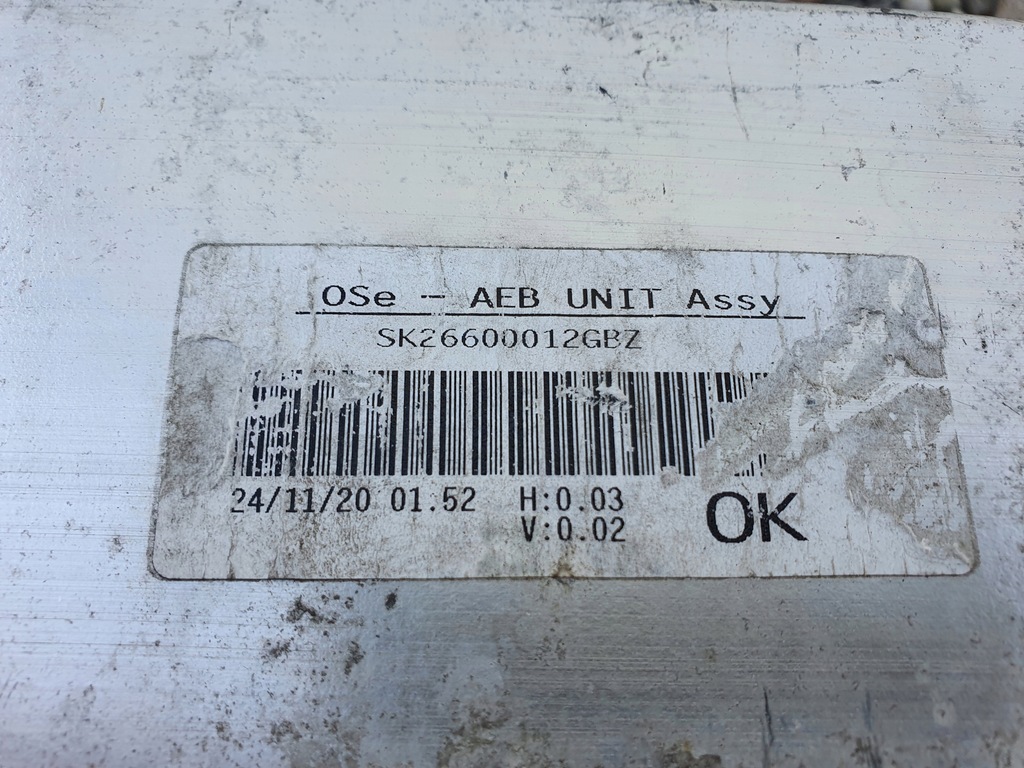 OSe - AEB UNIT Assy
SK26600012GBZ
24/11/20 01.52 H:0.03
V:0.02
OK